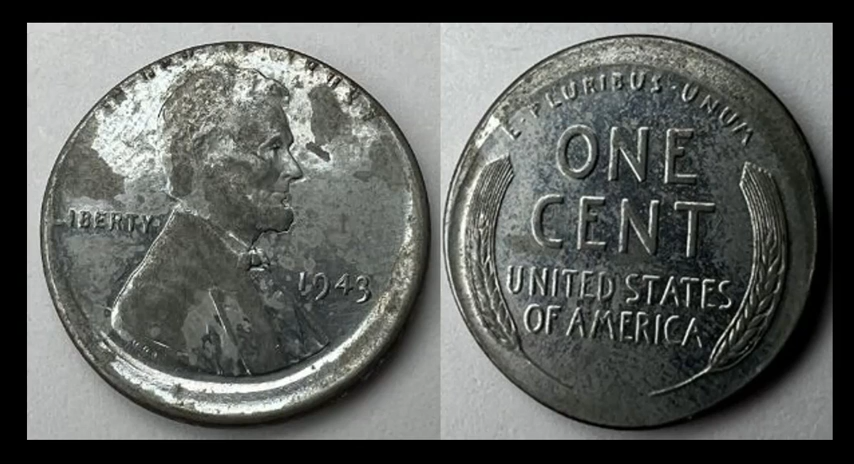 LIBERTY
1943
E · PLURIBUS · UNUM
ONE
CENT
UNITED STATES
OF AMERICA